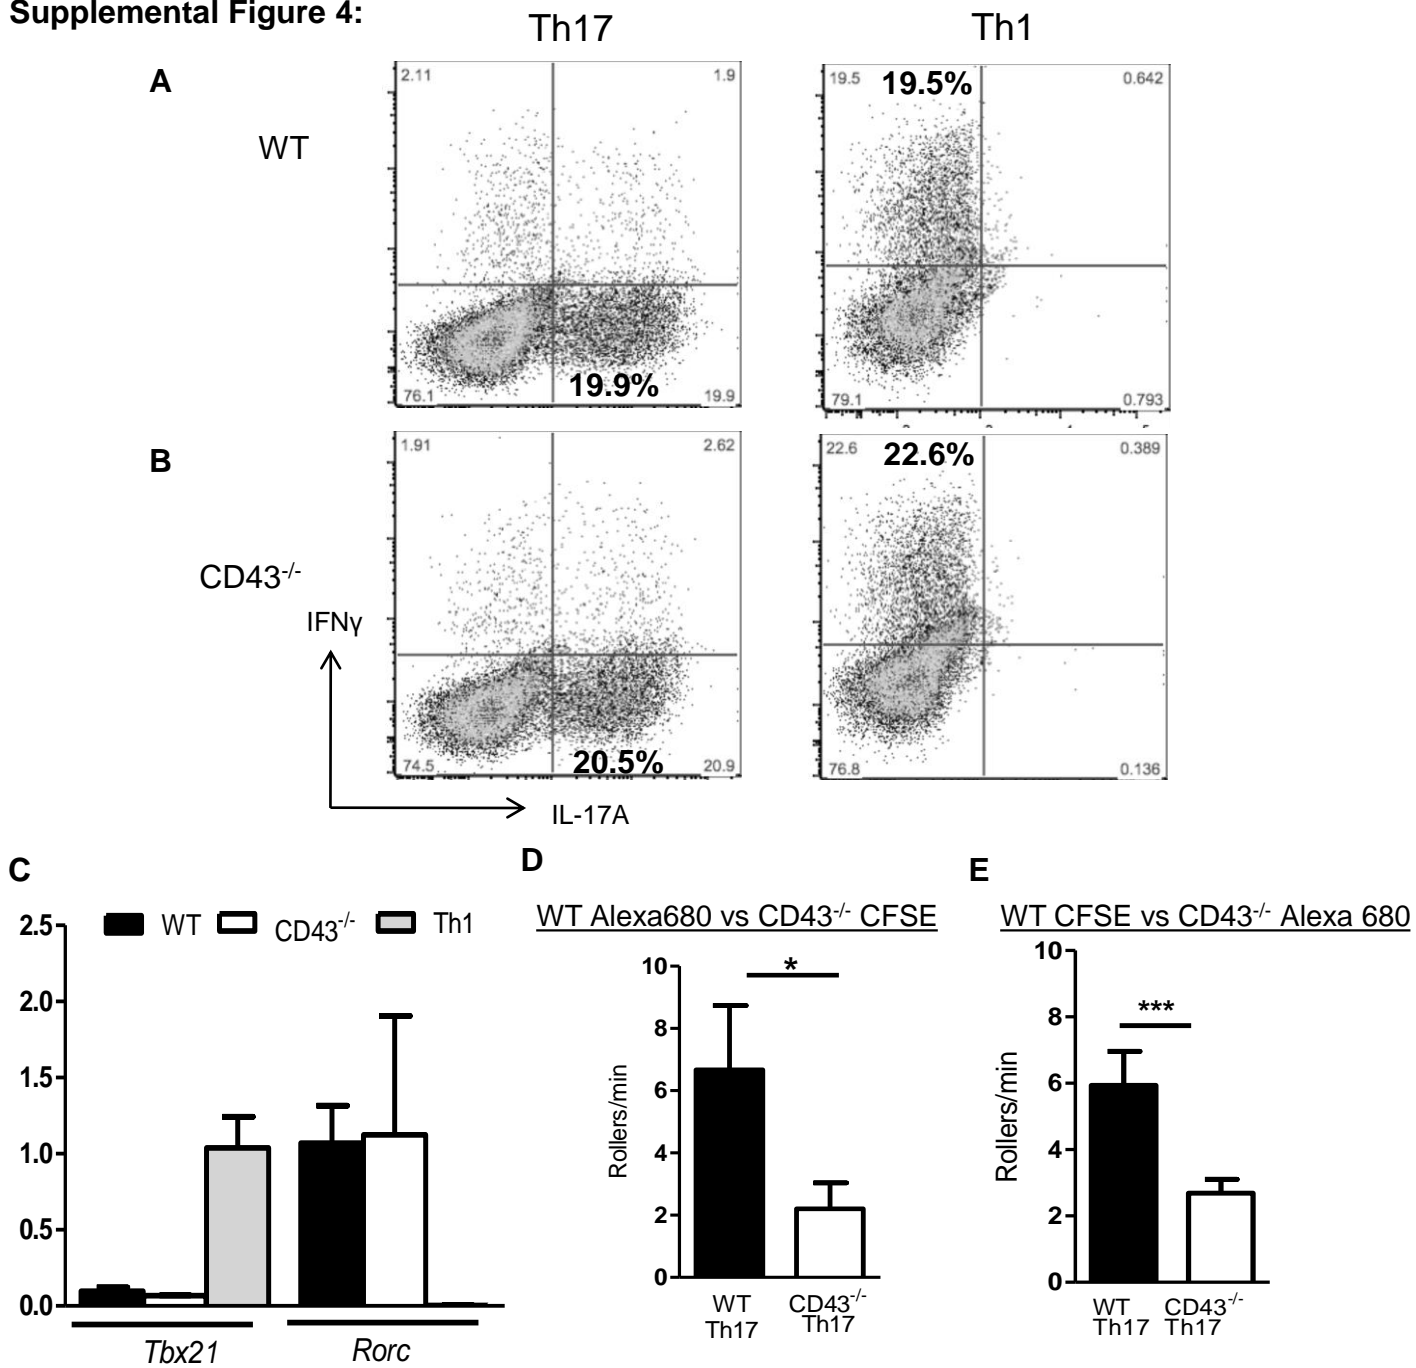 Supplemental Figure 4:
Th17 Th1
A
WT
2.11 1.9
19.5 19.5% 0.642
76.1 19.9% 19.9
79.1 0.793
B
CD43-/-
1.91 2.62
22.6 22.6% 0.389
74.5 20.5% 20.9
76.8 0.136
IFNγ
IL-17A
C
WT CD43-/- Th1
2.5
2.0
1.5
1.0
0.5
0.0
Tbx21 Rorc
D
WT Alexa680 vs CD43-/- CFSE
Rollers/min
10
8
6
4
2
0
*
WT Th17
CD43-/- Th17
E
WT CFSE vs CD43-/- Alexa 680
Rollers/min
10
8
6
4
2
0
***
WT Th17
CD43-/- Th17